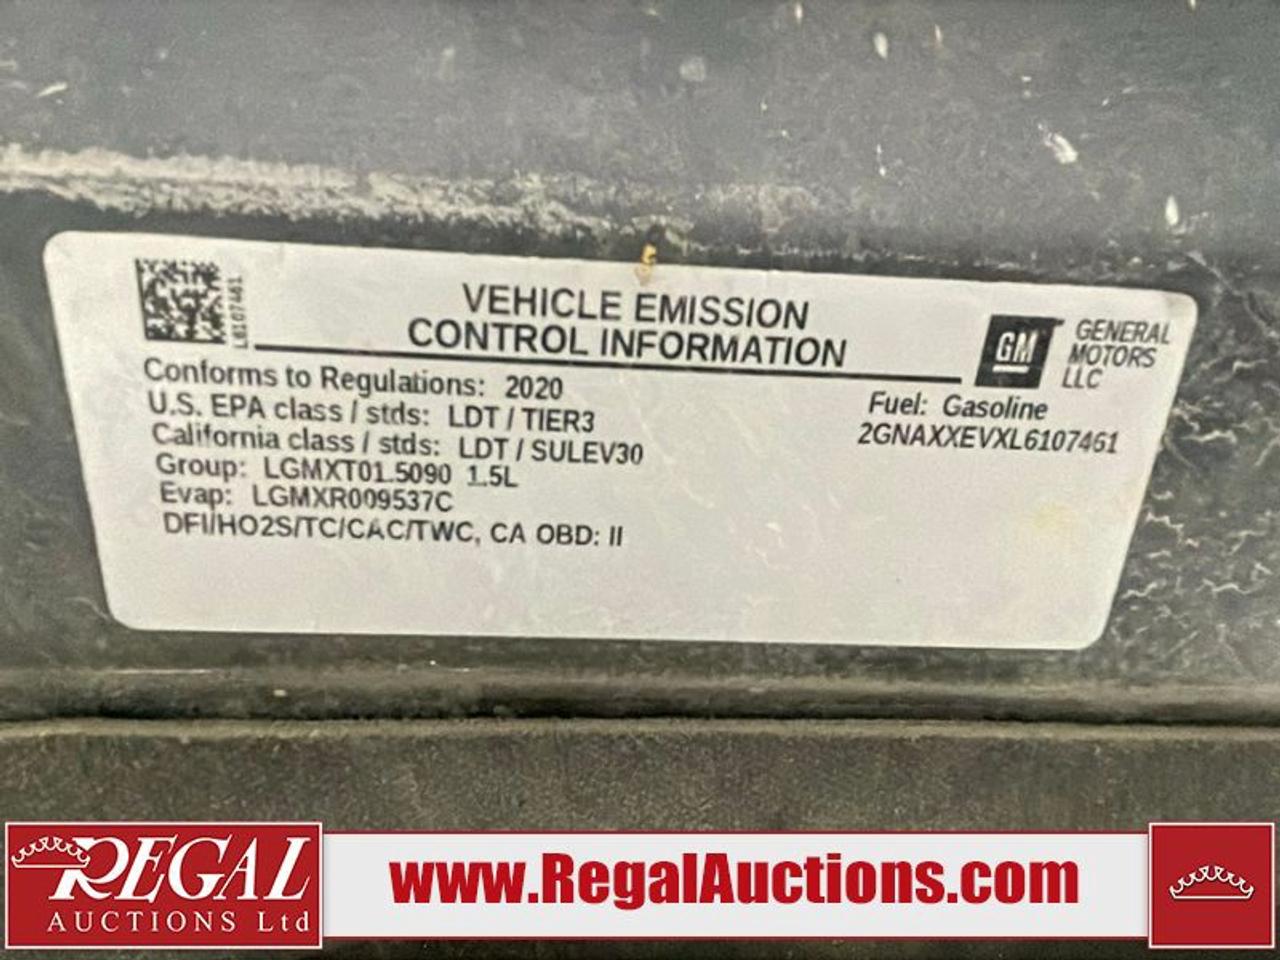 L6107461
VEHICLE EMISSION
CONTROL INFORMATION
GM
GENERAL
MOTORS
LLC
Conforms to Regulations: 2020
U.S. EPA class / stds: LDT / TIER3
California class / stds: LDT / SULEV30
Group: LGMXT01.5090 1.5L
Evap: LGMXR009537C
DFI/HO2S/TC/CAC/TWC, CA OBD: II
Fuel: Gasoline
2GNAXXEVXL6107461
REGAL
AUCTIONS Ltd
www.RegalAuctions.com